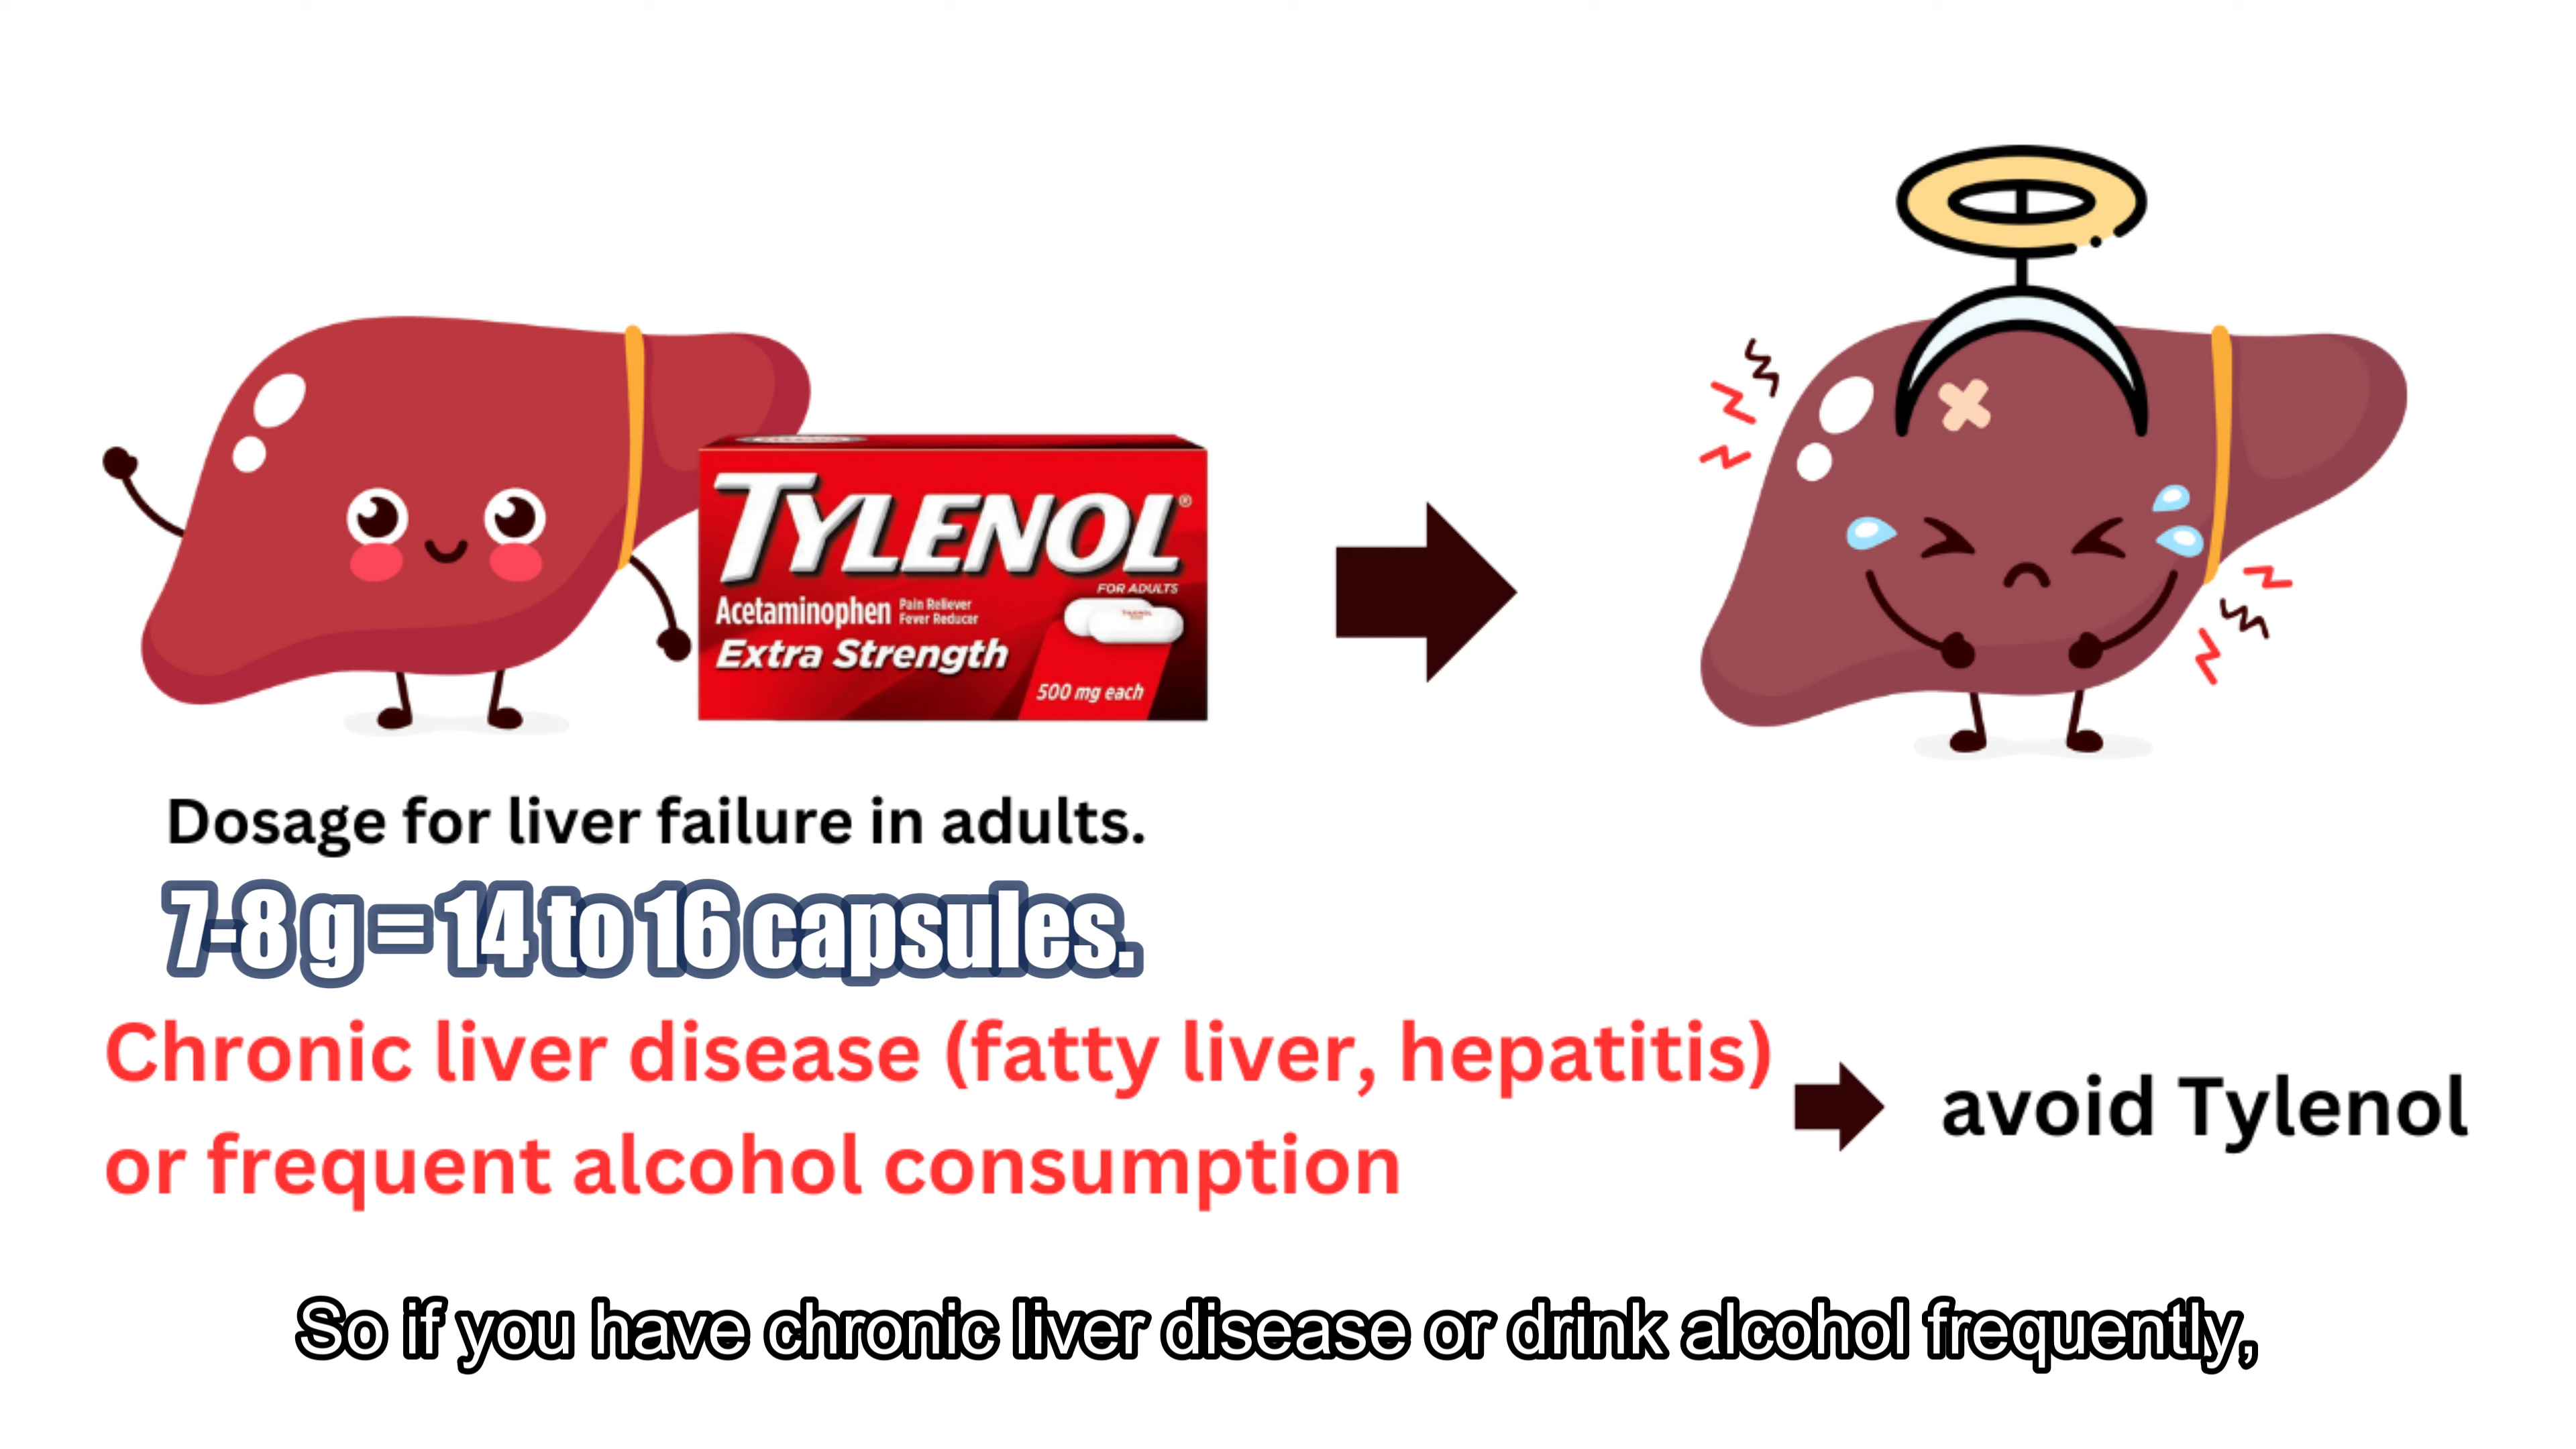 TYLENOL®
FOR ADULTS
Acetaminophen Pain Reliever
Fever Reducer
Extra Strength
500 mg each
Dosage for liver failure in adults.
7-8 g = 14 to 16 capsules.
Chronic liver disease (fatty liver, hepatitis)
or frequent alcohol consumption
avoid Tylenol
So if you have chronic liver disease or drink alcohol frequently,